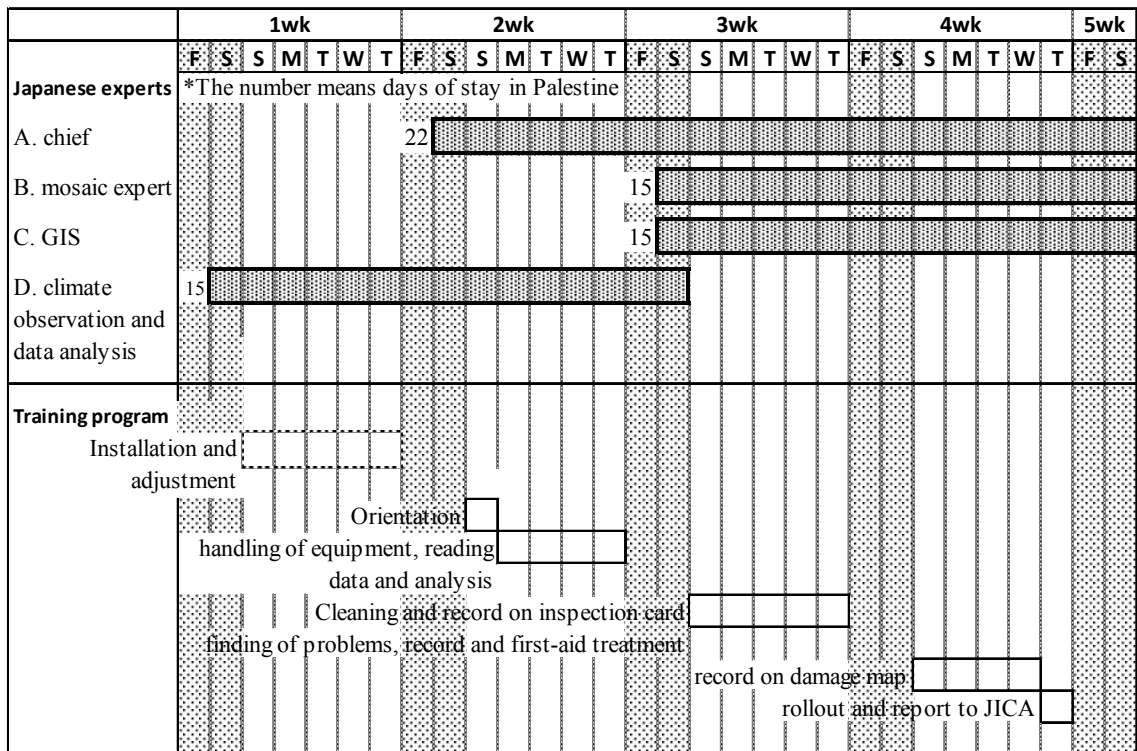 1wk 2wk 3wk 4wk 5wk
F S S M T W T F S S M T W T F S S M T W T F S S M T W T F S
Japanese experts *The number means days of stay in Palestine
A. chief 22
B. mosaic expert 15
C. GIS 15
D. climate 15
observation and
data analysis
Training program
Installation and
adjustment
Orientation
handling of equipment, reading
data and analysis
Cleaning and record on inspection card
finding of problems, record and first-aid treatment
record on damage map
rollout and report to JICA